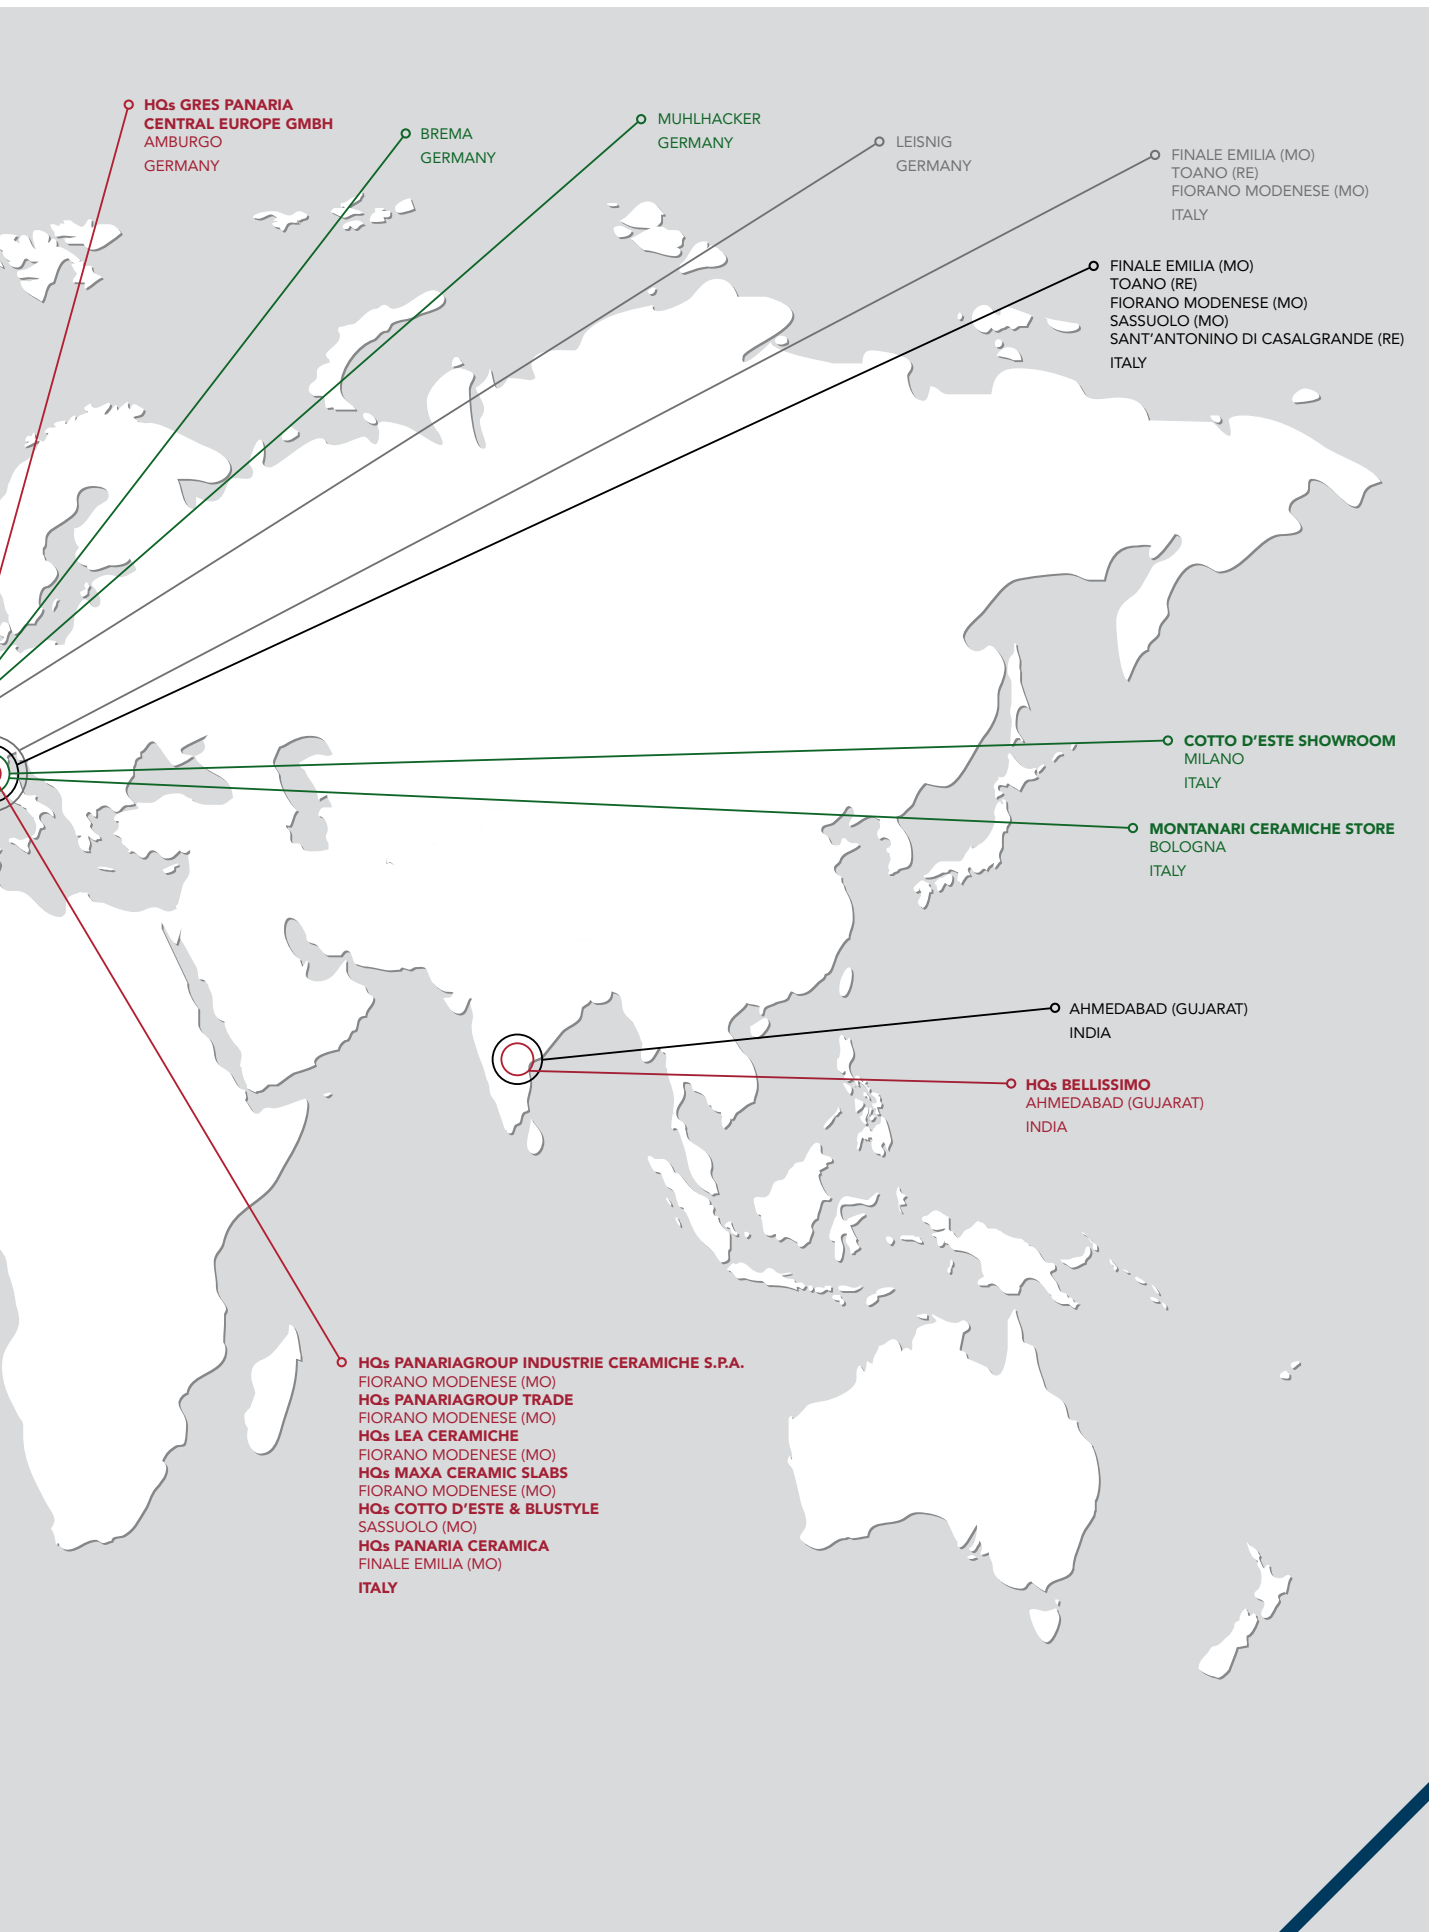 HQs GRES PANARIA
CENTRAL EUROPE GMBH
AMBURGO
GERMANY
BREMA
GERMANY
MUHLHACKER
GERMANY
LEISNIG
GERMANY
FINALE EMILIA (MO)
TOANO (RE)
FIORANO MODENESE (MO)
ITALY
FINALE EMILIA (MO)
TOANO (RE)
FIORANO MODENESE (MO)
SASSUOLO (MO)
SANT'ANTONINO DI CASALGRANDE (RE)
ITALY
COTTO D'ESTE SHOWROOM
MILANO
ITALY
MONTANARI CERAMICHE STORE
BOLOGNA
ITALY
AHMEDABAD (GUJARAT)
INDIA
HQs BELLISSIMO
AHMEDABAD (GUJARAT)
INDIA
HQs PANARIAGROUP INDUSTRIE CERAMICHE S.P.A.
FIORANO MODENESE (MO)
HQs PANARIAGROUP TRADE
FIORANO MODENESE (MO)
HQs LEA CERAMICHE
FIORANO MODENESE (MO)
HQs MAXA CERAMIC SLABS
FIORANO MODENESE (MO)
HQs COTTO D'ESTE & BLUSTYLE
SASSUOLO (MO)
HQs PANARIA CERAMICA
FINALE EMILIA (MO)
ITALY